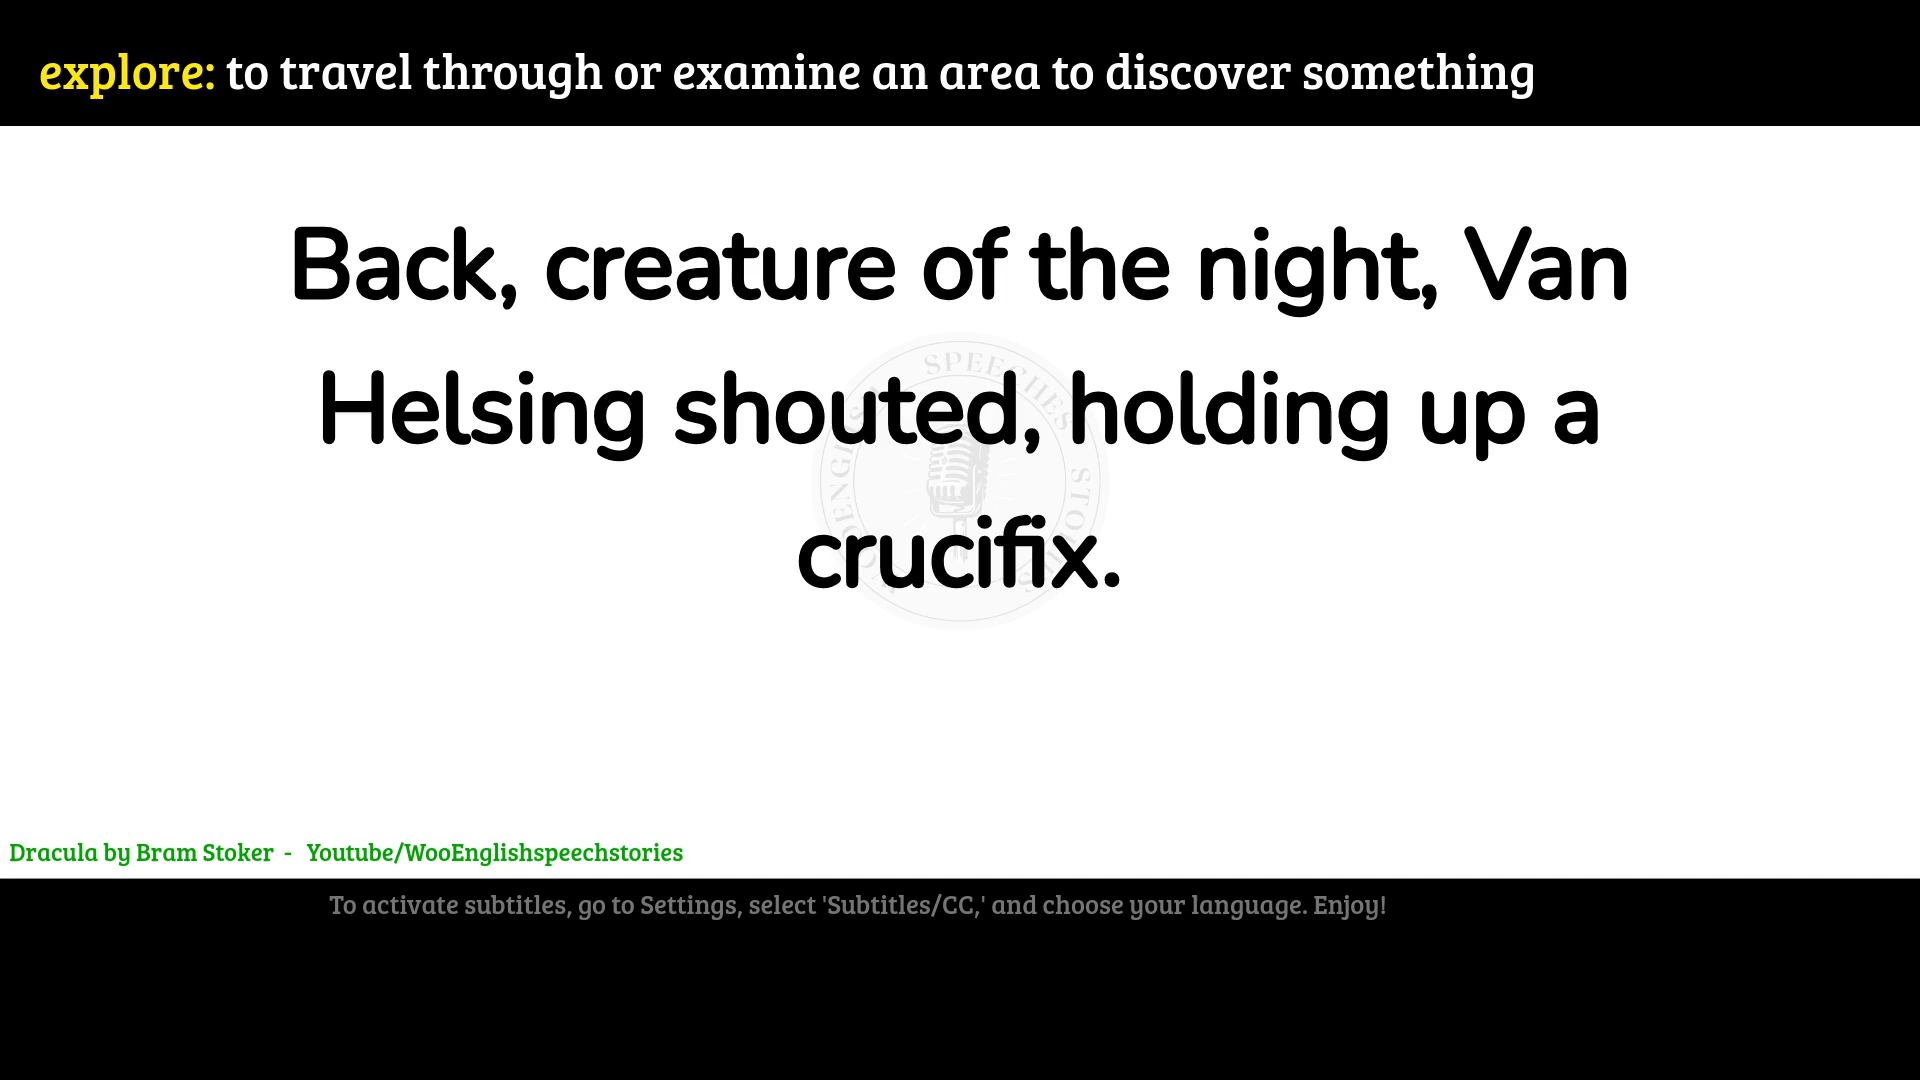 explore: to travel through or examine an area to discover something
Back, creature of the night, Van
Helsing shouted, holding up a
crucifix.
Dracula by Bram Stoker - Youtube/WooEnglishspeechstories
To activate subtitles, go to Settings, select 'Subtitles/CC,' and choose your language. Enjoy!